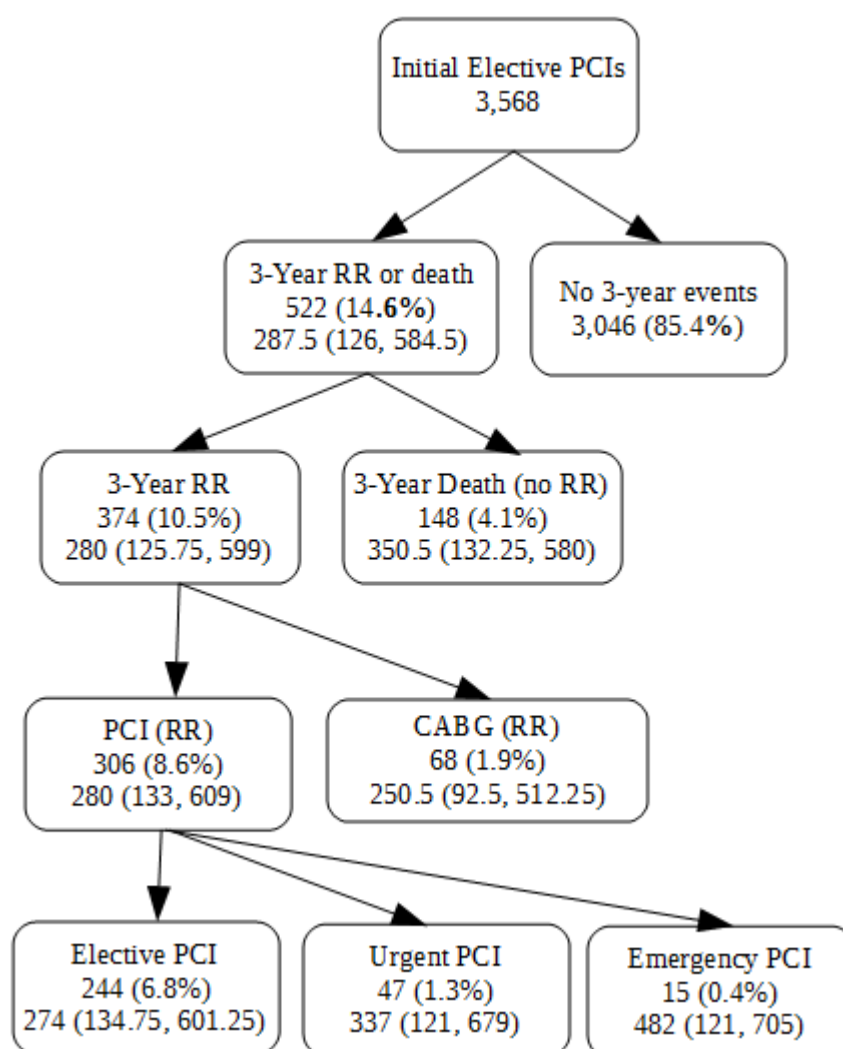 Initial Elective PCIs
3,568
3-Year RR or death
522 (14.6%)
287.5 (126, 584.5)
No 3-year events
3,046 (85.4%)
3-Year RR
374 (10.5%)
280 (125.75, 599)
3-Year Death (no RR)
148 (4.1%)
350.5 (132.25, 580)
PCI (RR)
306 (8.6%)
280 (133, 609)
CABG (RR)
68 (1.9%)
250.5 (92.5, 512.25)
Elective PCI
244 (6.8%)
274 (134.75, 601.25)
Urgent PCI
47 (1.3%)
337 (121, 679)
Emergency PCI
15 (0.4%)
482 (121, 705)